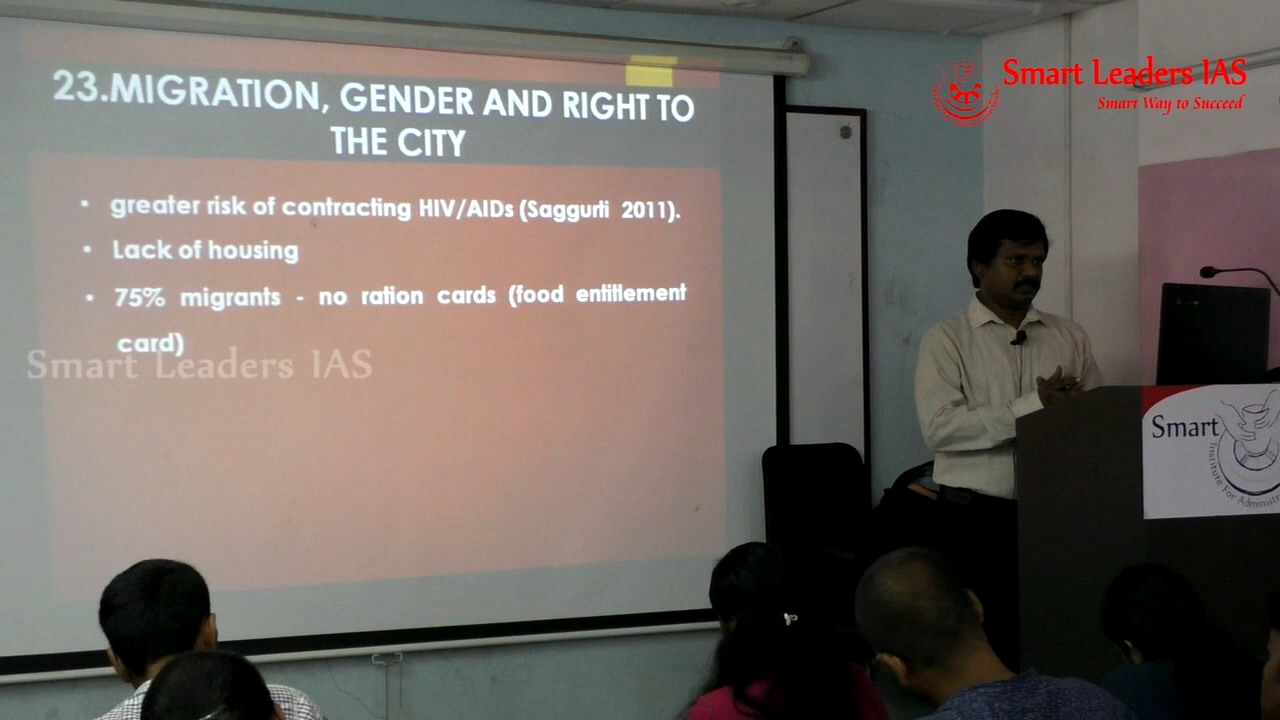 23.MIGRATION, GENDER AND RIGHT TO
THE CITY
• greater risk of contracting HIV/AIDs (Saggurti 2011).
• Lack of housing
• 75% migrants - no ration cards (food entitlement
card)
Smart Leaders IAS
Smart Leaders IAS
Smart Way to Succeed
Smart
Institute For